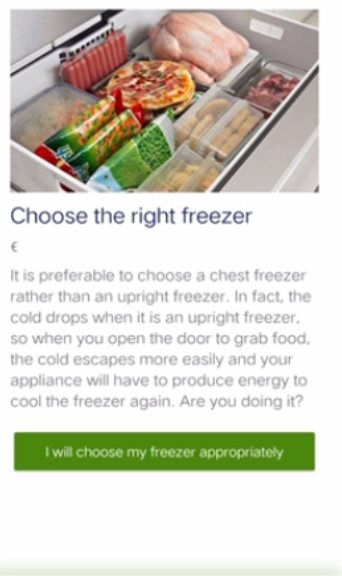 Choose the right freezer
€
It is preferable to choose a chest freezer
rather than an upright freezer. In fact, the
cold drops when it is an upright freezer,
so when you open the door to grab food,
the cold escapes more easily and your
appliance will have to produce energy to
cool the freezer again. Are you doing it?
I will choose my freezer appropriately